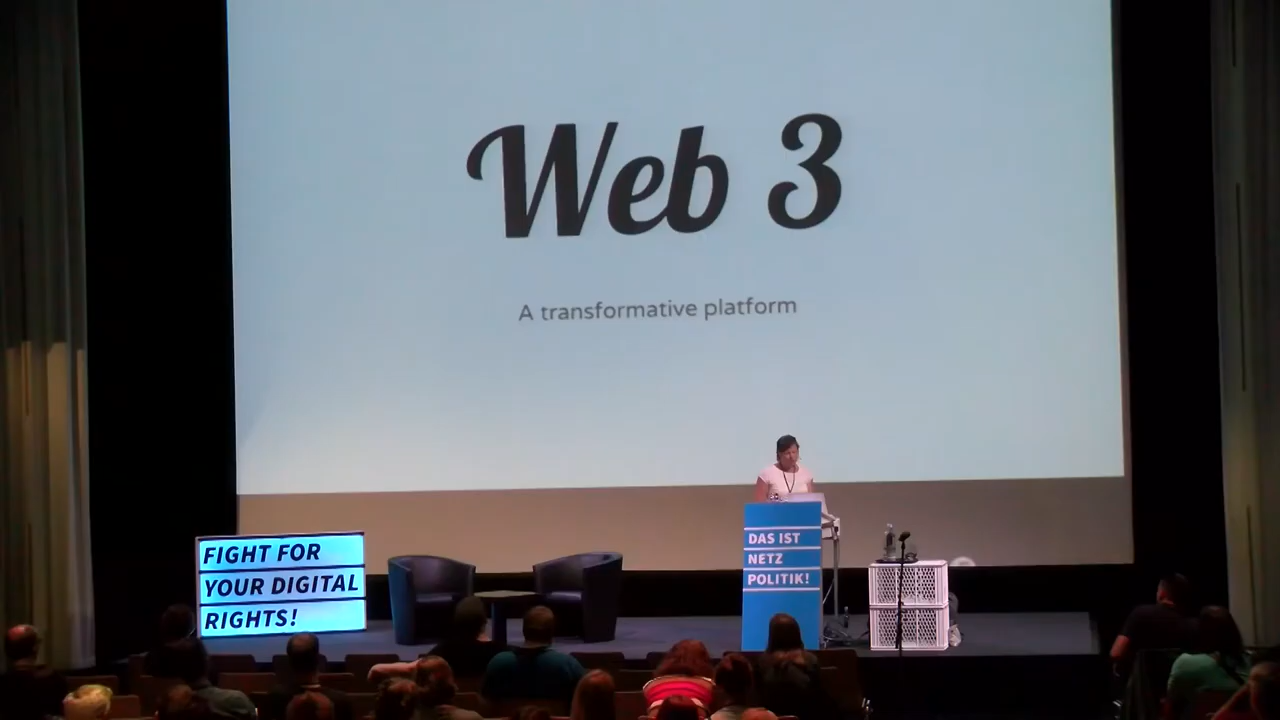 Web 3
A transformative platform
FIGHT FOR
YOUR DIGITAL
RIGHTS!
DAS IST
NETZ
POLITIK!